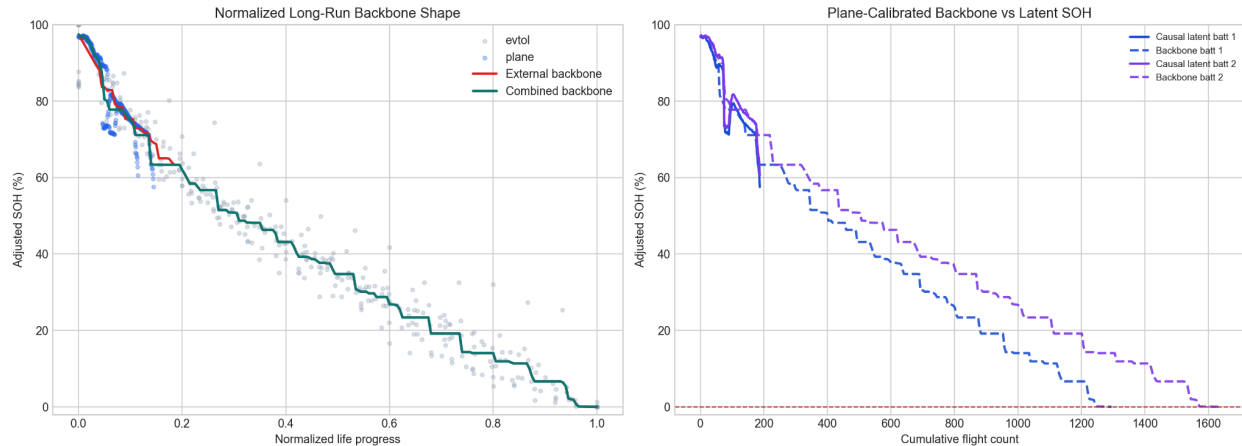 Normalized Long-Run Backbone Shape
100
80
60
40
20
0
Adjusted SOH (%)
evtol
plane
External backbone
Combined backbone
0.0
0.2
0.4
0.6
0.8
1.0
Normalized life progress
Plane-Calibrated Backbone vs Latent SOH
100
80
60
40
20
0
Adjusted SOH (%)
Causal latent batt 1
Backbone batt 1
Causal latent batt 2
Backbone batt 2
0
200
400
600
800
1000
1200
1400
1600
Cumulative flight count